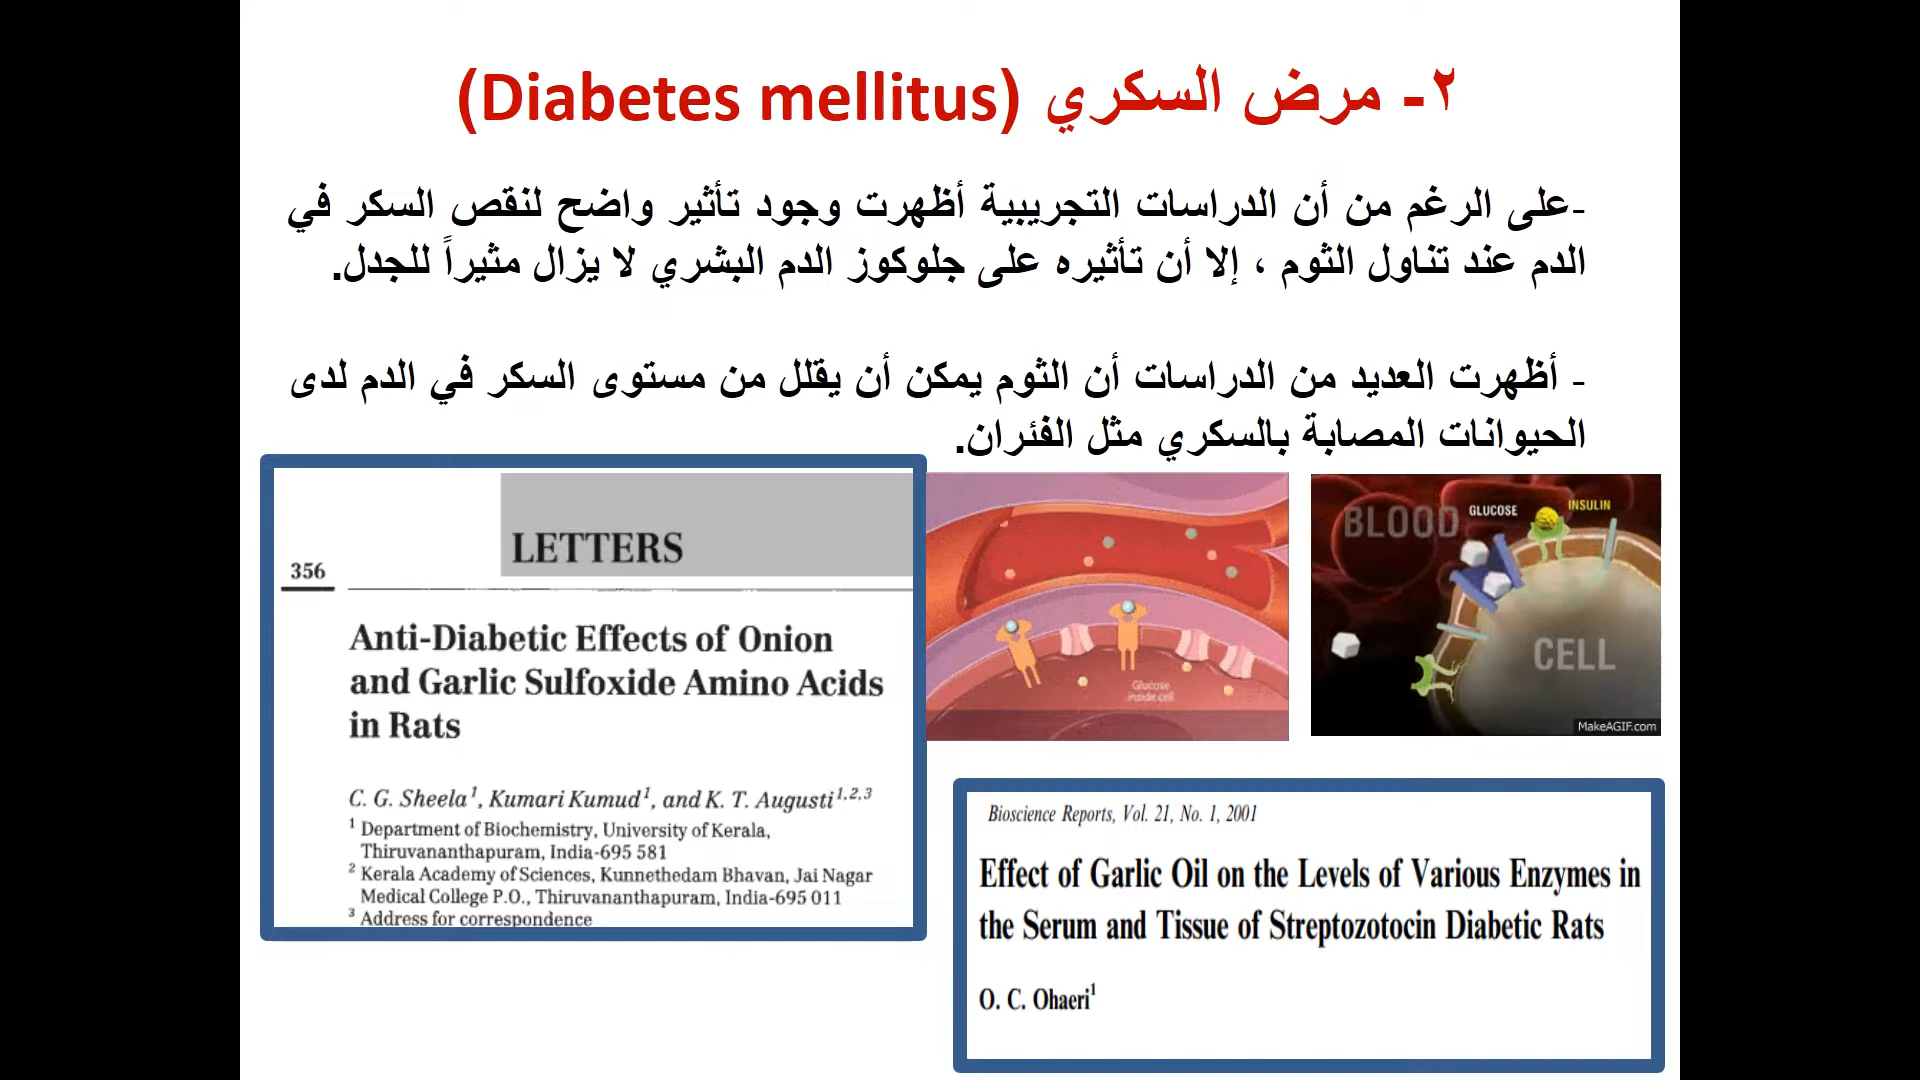 ٢- مرض السكري (Diabetes mellitus)
-على الرغم من أن الدراسات التجريبية أظهرت وجود تأثير واضح لنقص السكر في
الدم عند تناول الثوم ، إلا أن تأثيره على جلوكوز الدم البشري لا يزال مثيراً للجدل.
- أظهرت العديد من الدراسات أن الثوم يمكن أن يقلل من مستوى السكر في الدم لدى
الحيوانات المصابة بالسكري مثل الفئران.
LETTERS
356
Anti-Diabetic Effects of Onion
and Garlic Sulfoxide Amino Acids
in Rats
C. G. Sheela¹, Kumari Kumud¹, and K. T. Augusti¹˒²˒³
¹ Department of Biochemistry, University of Kerala,
Thiruvananthapuram, India-695 581
² Kerala Academy of Sciences, Kunnethedam Bhavan, Jai Nagar
Medical College P.O., Thiruvananthapuram, India-695 011
³ Address for correspondence
Glucose
inside cell
BLOOD
GLUCOSE
INSULIN
CELL
MakeAGIF.com
Bioscience Reports, Vol. 21, No. 1, 2001
Effect of Garlic Oil on the Levels of Various Enzymes in
the Serum and Tissue of Streptozotocin Diabetic Rats
O. C. Ohaeri¹